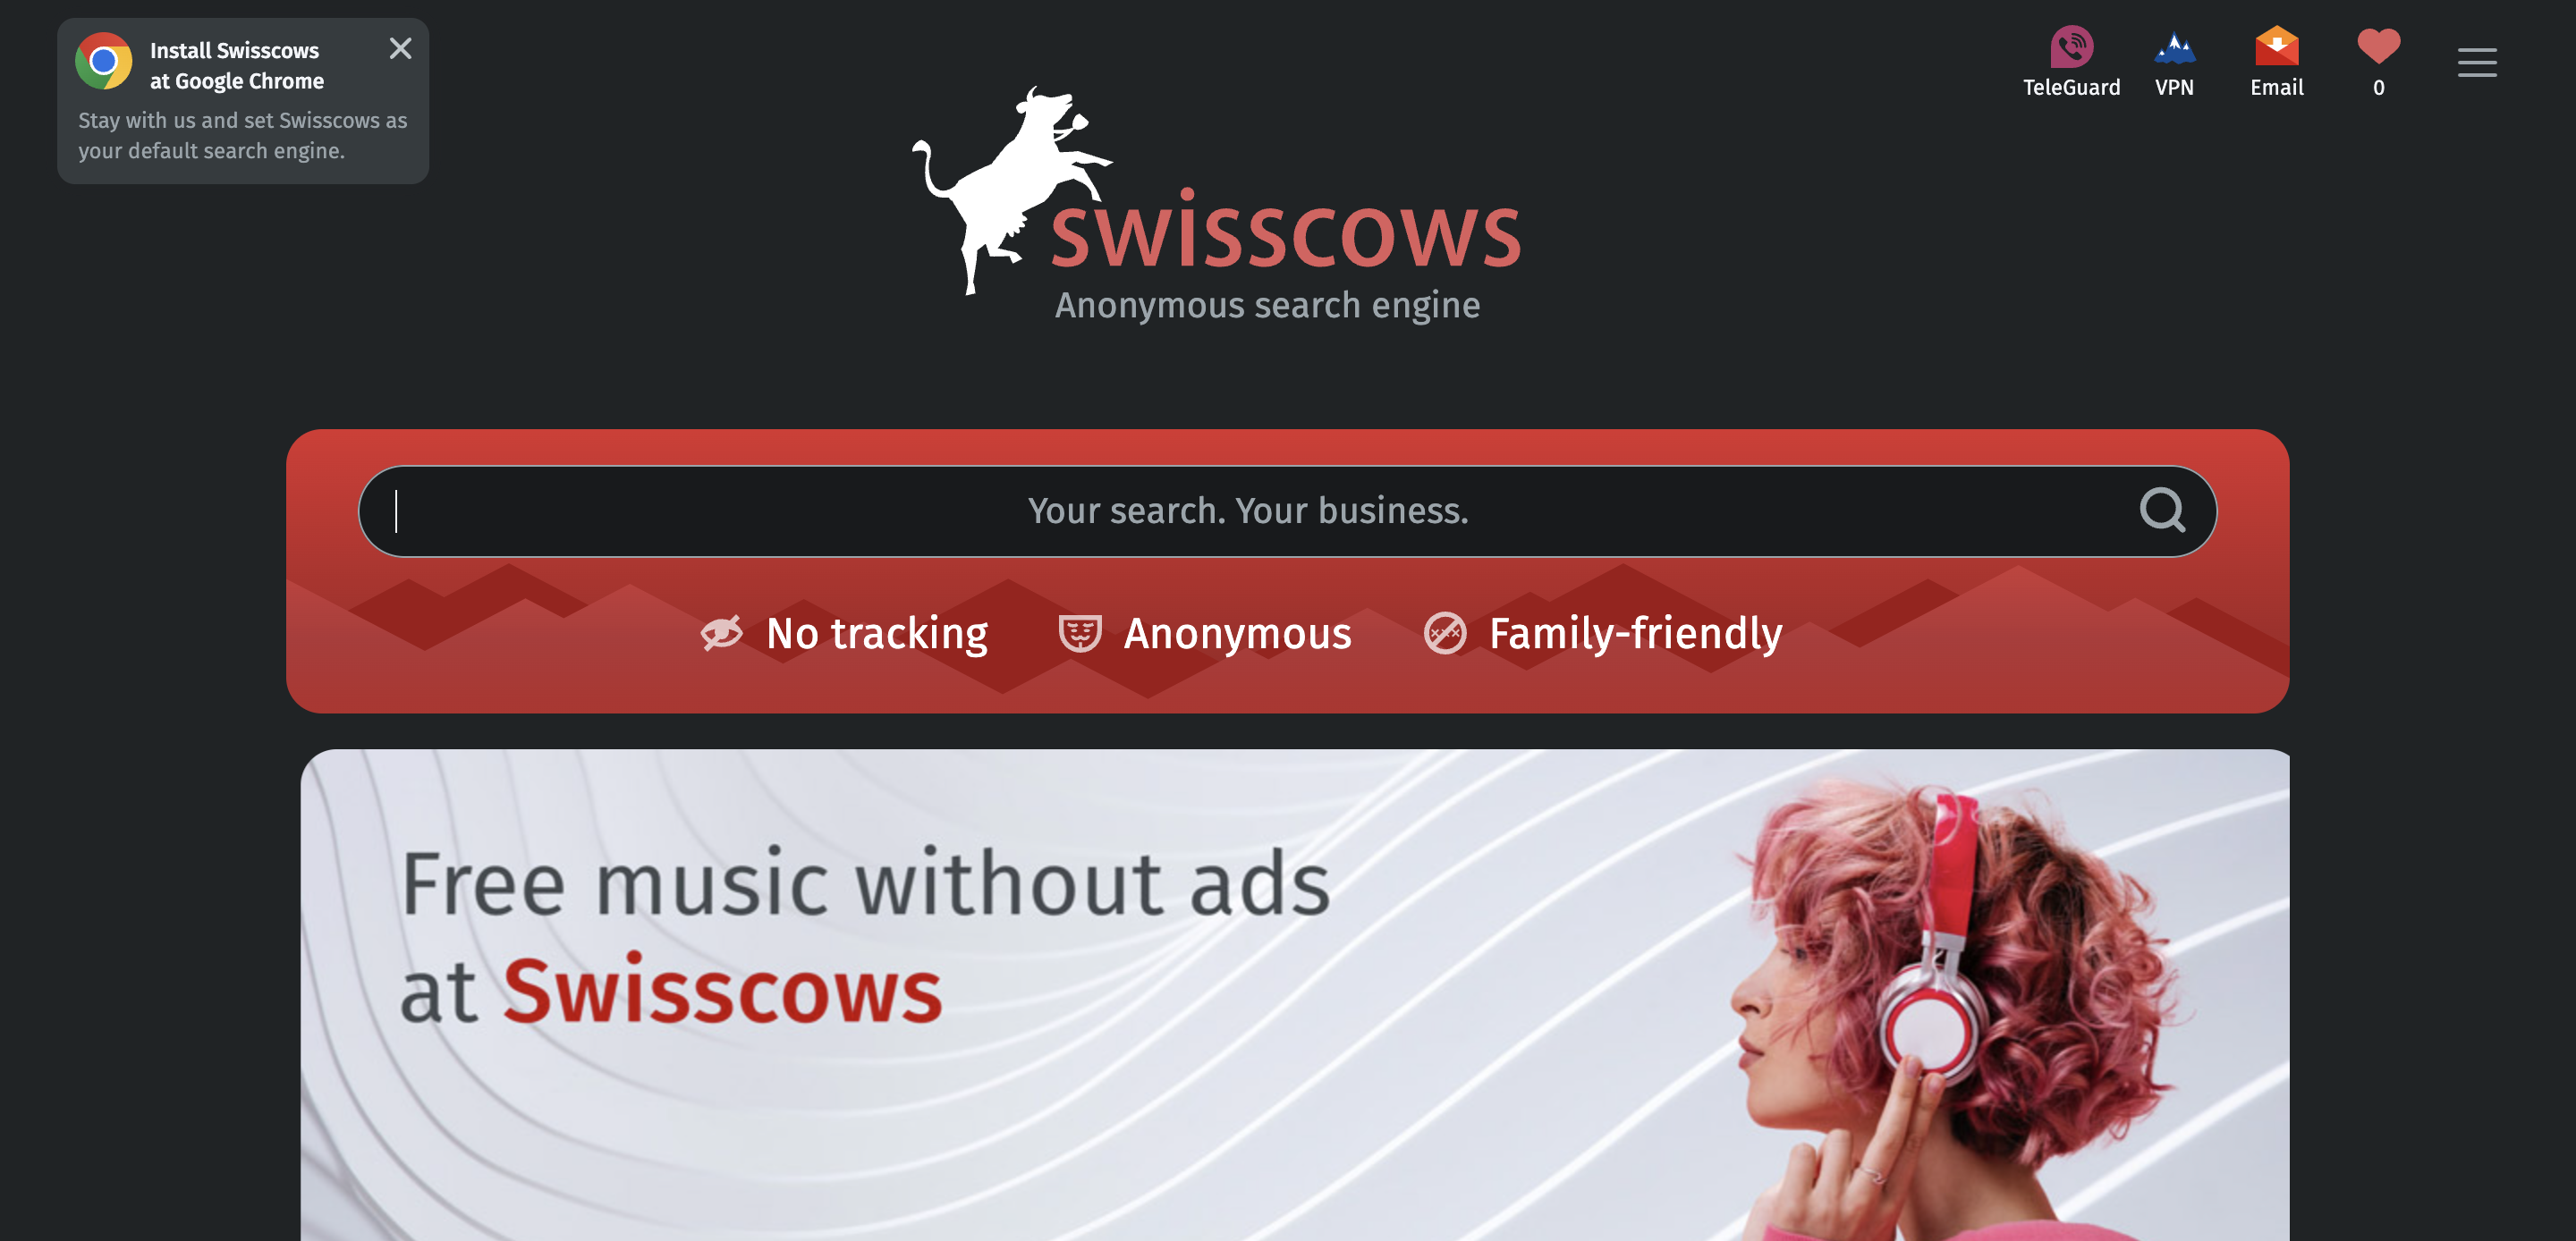 Install Swisscows
at Google Chrome
Stay with us and set Swisscows as
your default search engine.
TeleGuard
VPN
Email
0
swisscows
Anonymous search engine
Your search. Your business.
No tracking
Anonymous
Family-friendly
Free music without ads
at Swisscows